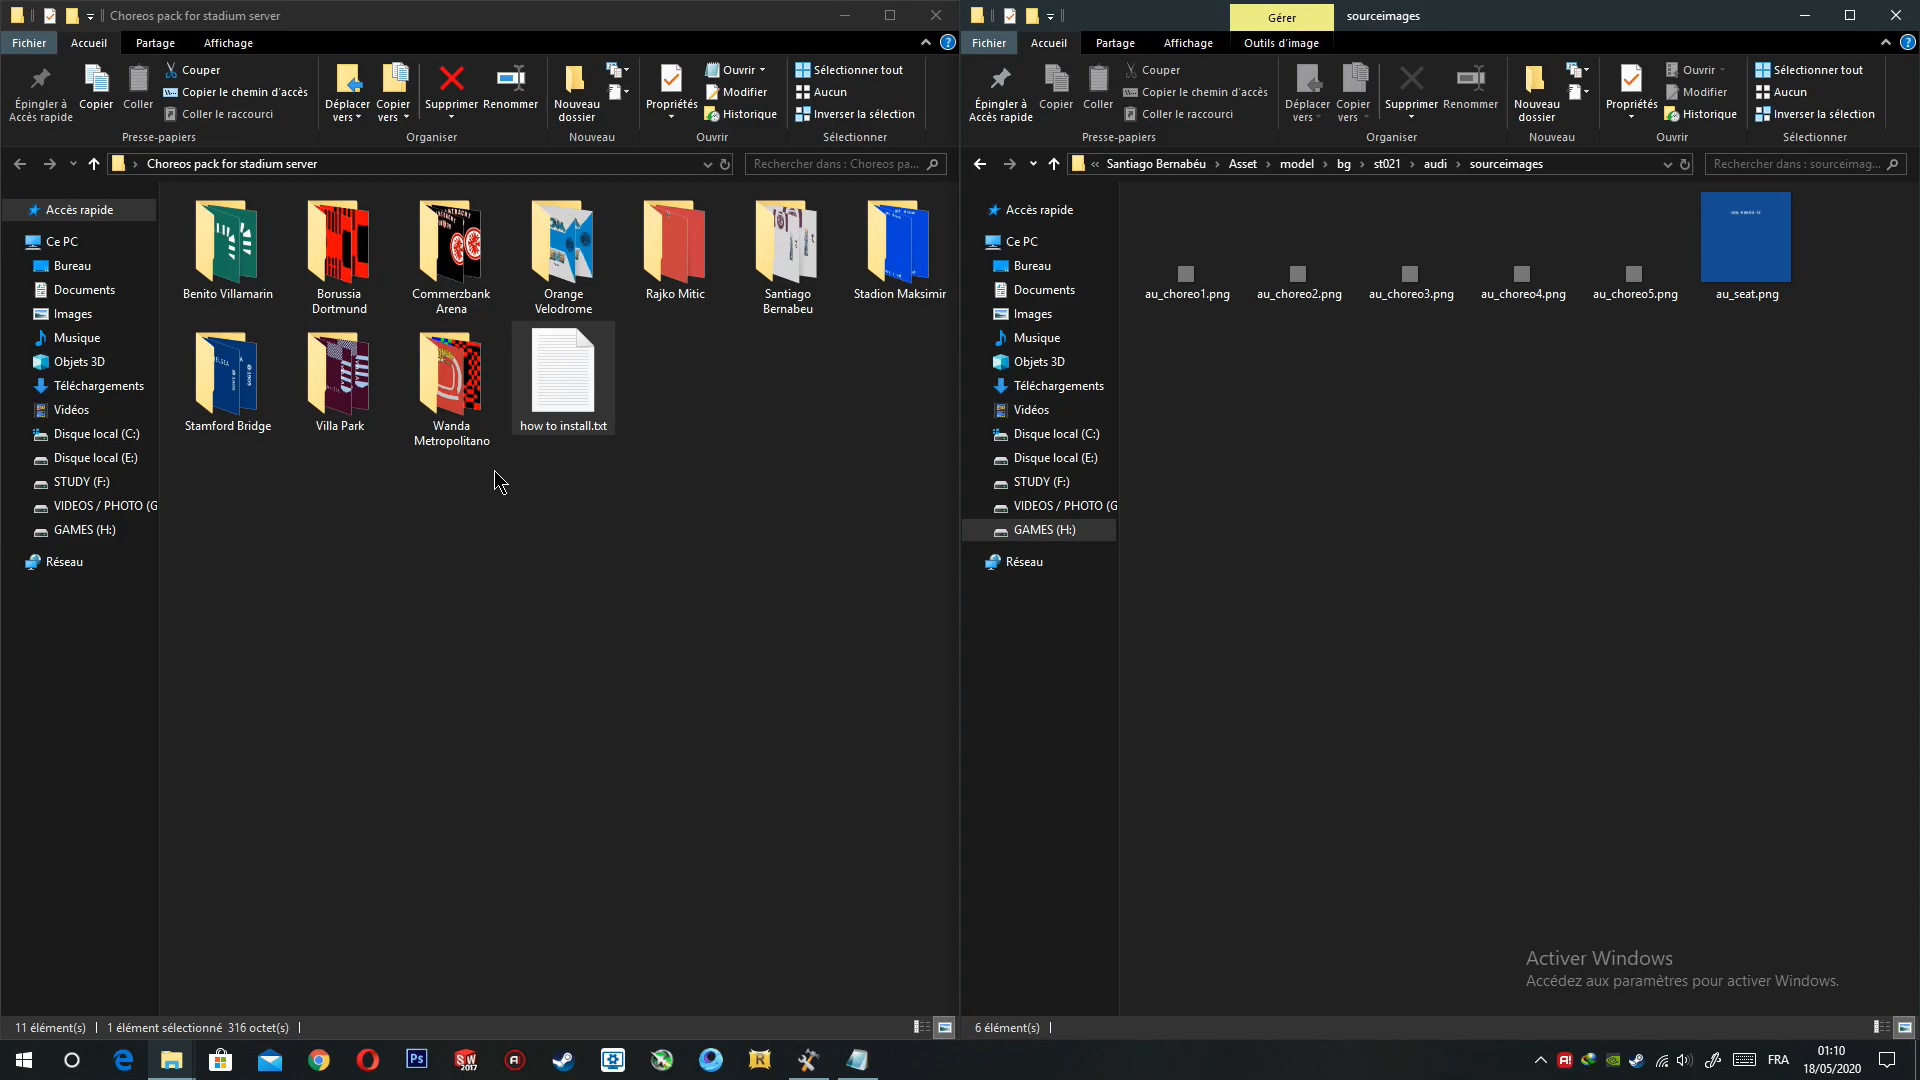 Choreos pack for stadium server
Fichier Accueil Partage Affichage
Épingler à Accès rapide
Copier
Coller
Couper
Copier le chemin d'accès
Coller le raccourci
Déplacer vers
Copier vers
Supprimer
Renommer
Nouveau dossier
Propriétés
Ouvrir
Modifier
Historique
Sélectionner tout
Aucun
Inverser la sélection
Presse-papiers Organiser Nouveau Ouvrir Sélectionner
Choreos pack for stadium server
Rechercher dans : Choreos pa...
Accès rapide
Ce PC
Bureau
Documents
Images
Musique
Objets 3D
Téléchargements
Vidéos
Disque local (C:)
Disque local (E:)
STUDY (F:)
VIDEOS / PHOTO (G
GAMES (H:)
Réseau
Benito Villamarin
Borussia Dortmund
Commerzbank Arena
Orange Velodrome
Rajko Mitic
Santiago Bernabeu
Stadion Maksimir
Stamford Bridge
Villa Park
Wanda Metropolitano
how to install.txt
11 élément(s) 1 élément sélectionné 316 octet(s)
Gérer sourceimages
Fichier Accueil Partage Affichage Outils d'image
Épingler à Accès rapide
Copier
Coller
Couper
Copier le chemin d'accès
Coller le raccourci
Déplacer vers
Copier vers
Supprimer
Renommer
Nouveau dossier
Propriétés
Ouvrir
Modifier
Historique
Sélectionner tout
Aucun
Inverser la sélection
Presse-papiers Organiser Nouveau Ouvrir Sélectionner
« Santiago Bernabéu › Asset › model › bg › st021 › audi › sourceimages
Rechercher dans : sourceimag...
Accès rapide
Ce PC
Bureau
Documents
Images
Musique
Objets 3D
Téléchargements
Vidéos
Disque local (C:)
Disque local (E:)
STUDY (F:)
VIDEOS / PHOTO (G
GAMES (H:)
Réseau
au_choreo1.png
au_choreo2.png
au_choreo3.png
au_choreo4.png
au_choreo5.png
au_seat.png
Activer Windows
Accédez aux paramètres pour activer Windows.
6 élément(s)
Ps
SW
2017
R
FRA
01:10
18/05/2020